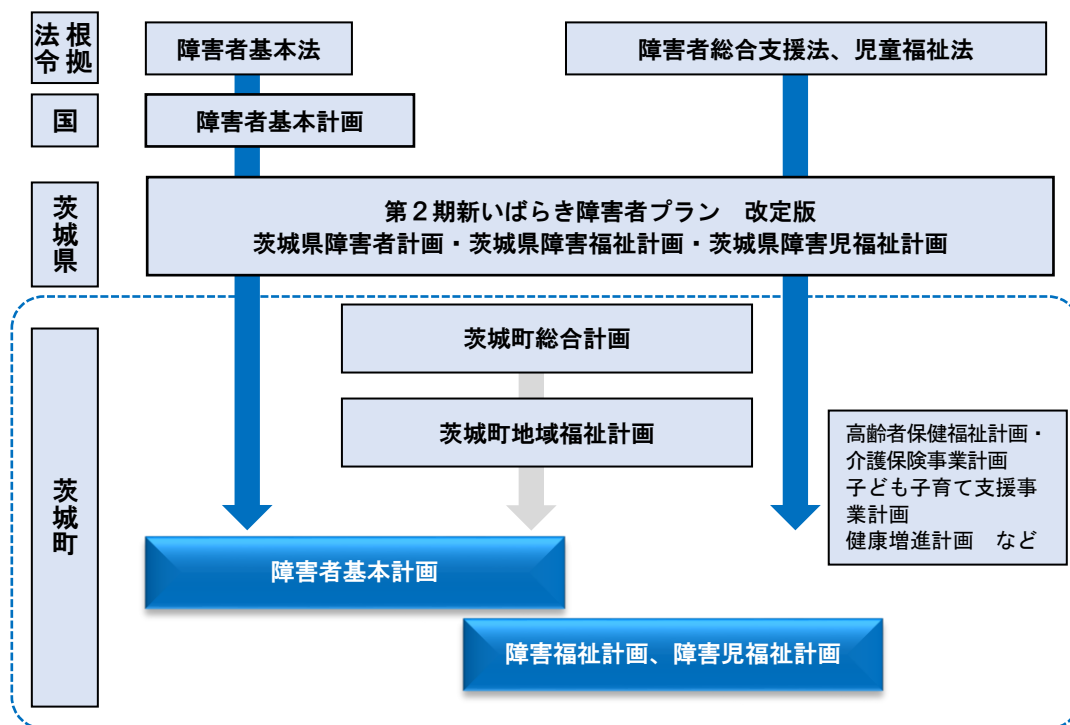 根拠法令
障害者基本法
障害者総合支援法、児童福祉法
国
障害者基本計画
茨城県
第２期新いばらき障害者プラン　改定版
茨城県障害者計画・茨城県障害福祉計画・茨城県障害児福祉計画
茨城町
茨城町総合計画
茨城町地域福祉計画
高齢者保健福祉計画・
介護保険事業計画
子ども子育て支援事
業計画
健康増進計画　など
障害者基本計画
障害福祉計画、障害児福祉計画